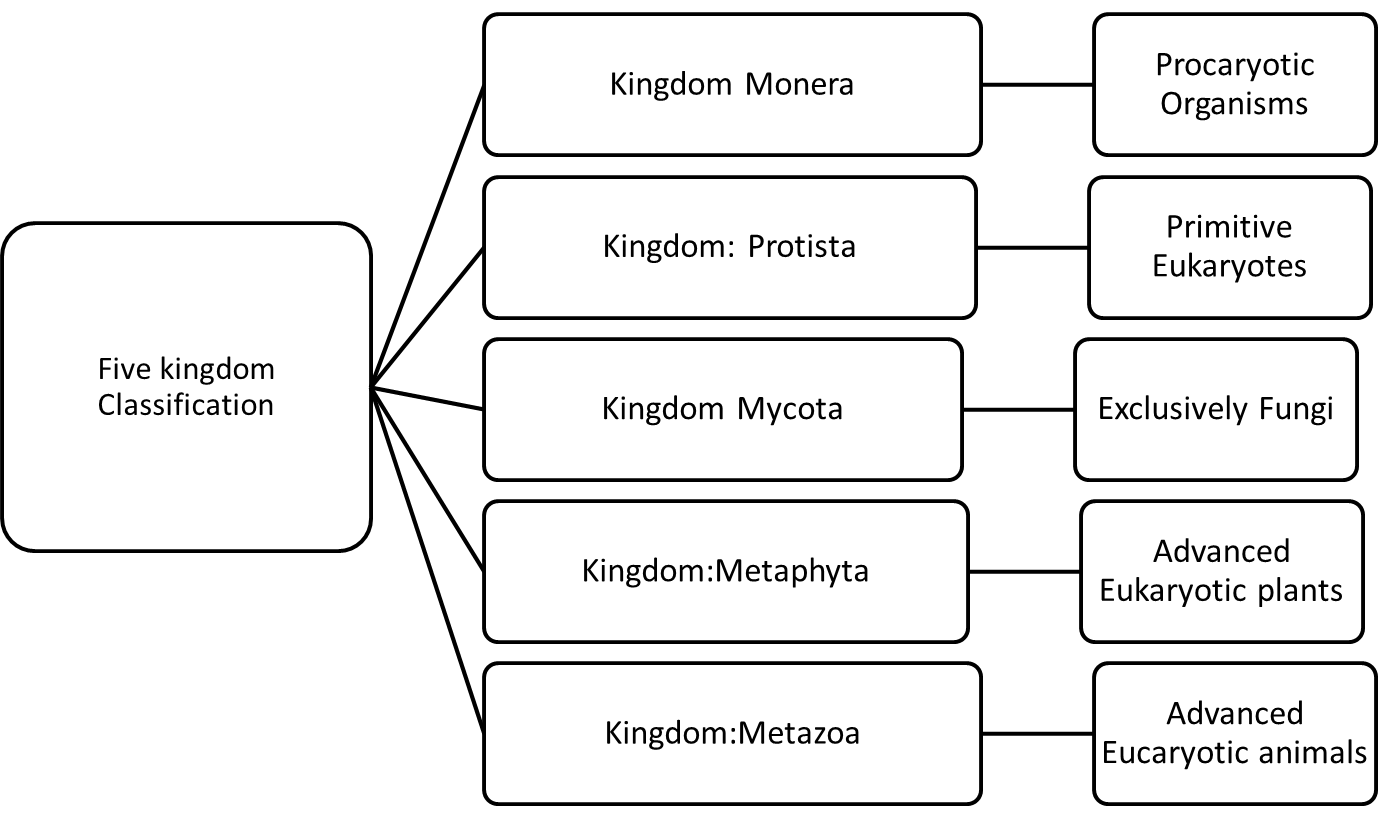 Five kingdom
Classification
Kingdom Monera
Procaryotic
Organisms
Kingdom: Protista
Primitive
Eukaryotes
Kingdom Mycota
Exclusively Fungi
Kingdom:Metaphyta
Advanced
Eukaryotic plants
Kingdom:Metazoa
Advanced
Eucaryotic animals